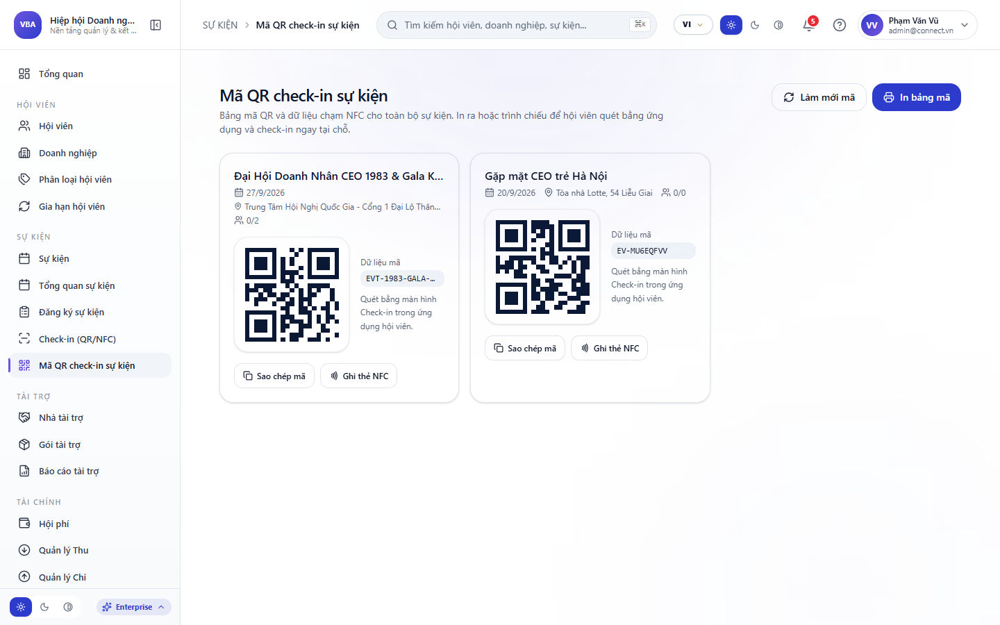 VBA
Hiệp hội Doanh ng...
Nền tảng quản lý & kết ...
SỰ KIỆN > Mã QR check-in sự kiện
Tìm kiếm hội viên, doanh nghiệp, sự kiện...
⌘K
VI
5
VV
Phạm Văn Vũ
admin@connect.vn
Tổng quan
HỘI VIÊN
Hội viên
Doanh nghiệp
Phân loại hội viên
Gia hạn hội viên
SỰ KIỆN
Sự kiện
Tổng quan sự kiện
Đăng ký sự kiện
Check-in (QR/NFC)
Mã QR check-in sự kiện
TÀI TRỢ
Nhà tài trợ
Gói tài trợ
Báo cáo tài trợ
TÀI CHÍNH
Hội phí
Quản lý Thu
Quản lý Chi
Enterprise
Mã QR check-in sự kiện
Bảng mã QR và dữ liệu chạm NFC cho toàn bộ sự kiện. In ra hoặc trình chiếu để hội viên quét bằng ứng
dụng và check-in ngay tại chỗ.
Làm mới mã
In bảng mã
Đại Hội Doanh Nhân CEO 1983 & Gala K...
27/9/2026
Trung Tâm Hội Nghị Quốc Gia - Cổng 1 Đại Lộ Thăn...
0/2
Dữ liệu mã
EVT-1983-GALA-...
Quét bằng màn hình
Check-in trong ứng
dụng hội viên.
Sao chép mã
Ghi thẻ NFC
Gặp mặt CEO trẻ Hà Nội
20/9/2026 Tòa nhà Lotte, 54 Liễu Giai 0/0
Dữ liệu mã
EV-MU6EQFVV
Quét bằng màn hình
Check-in trong ứng
dụng hội viên.
Sao chép mã
Ghi thẻ NFC